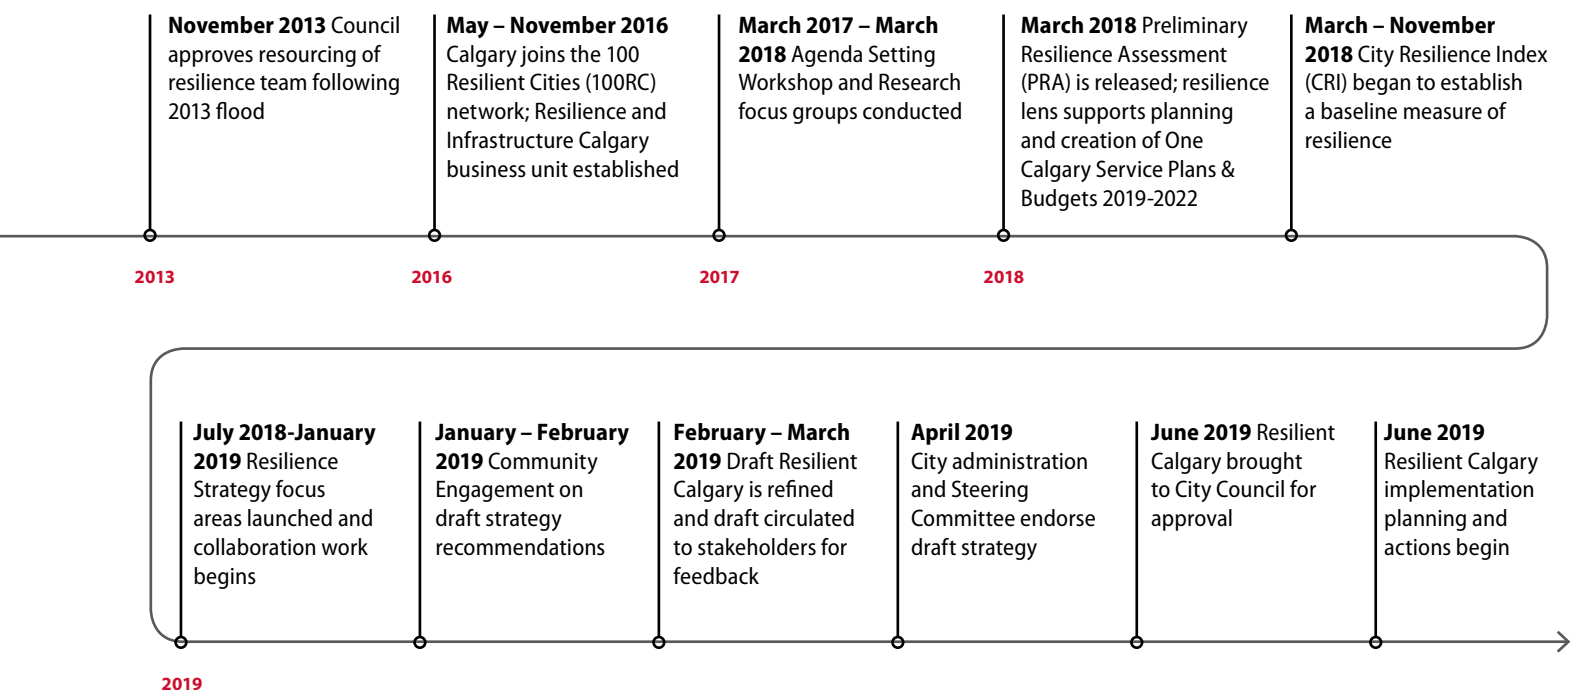 November 2013 Council
approves resourcing of
resilience team following
2013 flood
May – November 2016
Calgary joins the 100
Resilient Cities (100RC)
network; Resilience and
Infrastructure Calgary
business unit established
March 2017 – March
2018 Agenda Setting
Workshop and Research
focus groups conducted
March 2018 Preliminary
Resilience Assessment
(PRA) is released; resilience
lens supports planning
and creation of One
Calgary Service Plans &
Budgets 2019-2022
March – November
2018 City Resilience Index
(CRI) began to establish
a baseline measure of
resilience
2013
2016
2017
2018
July 2018-January
2019 Resilience
Strategy focus
areas launched and
collaboration work
begins
January – February
2019 Community
Engagement on
draft strategy
recommendations
February – March
2019 Draft Resilient
Calgary is refined
and draft circulated
to stakeholders for
feedback
April 2019
City administration
and Steering
Committee endorse
draft strategy
June 2019 Resilient
Calgary brought
to City Council for
approval
June 2019
Resilient Calgary
implementation
planning and
actions begin
2019